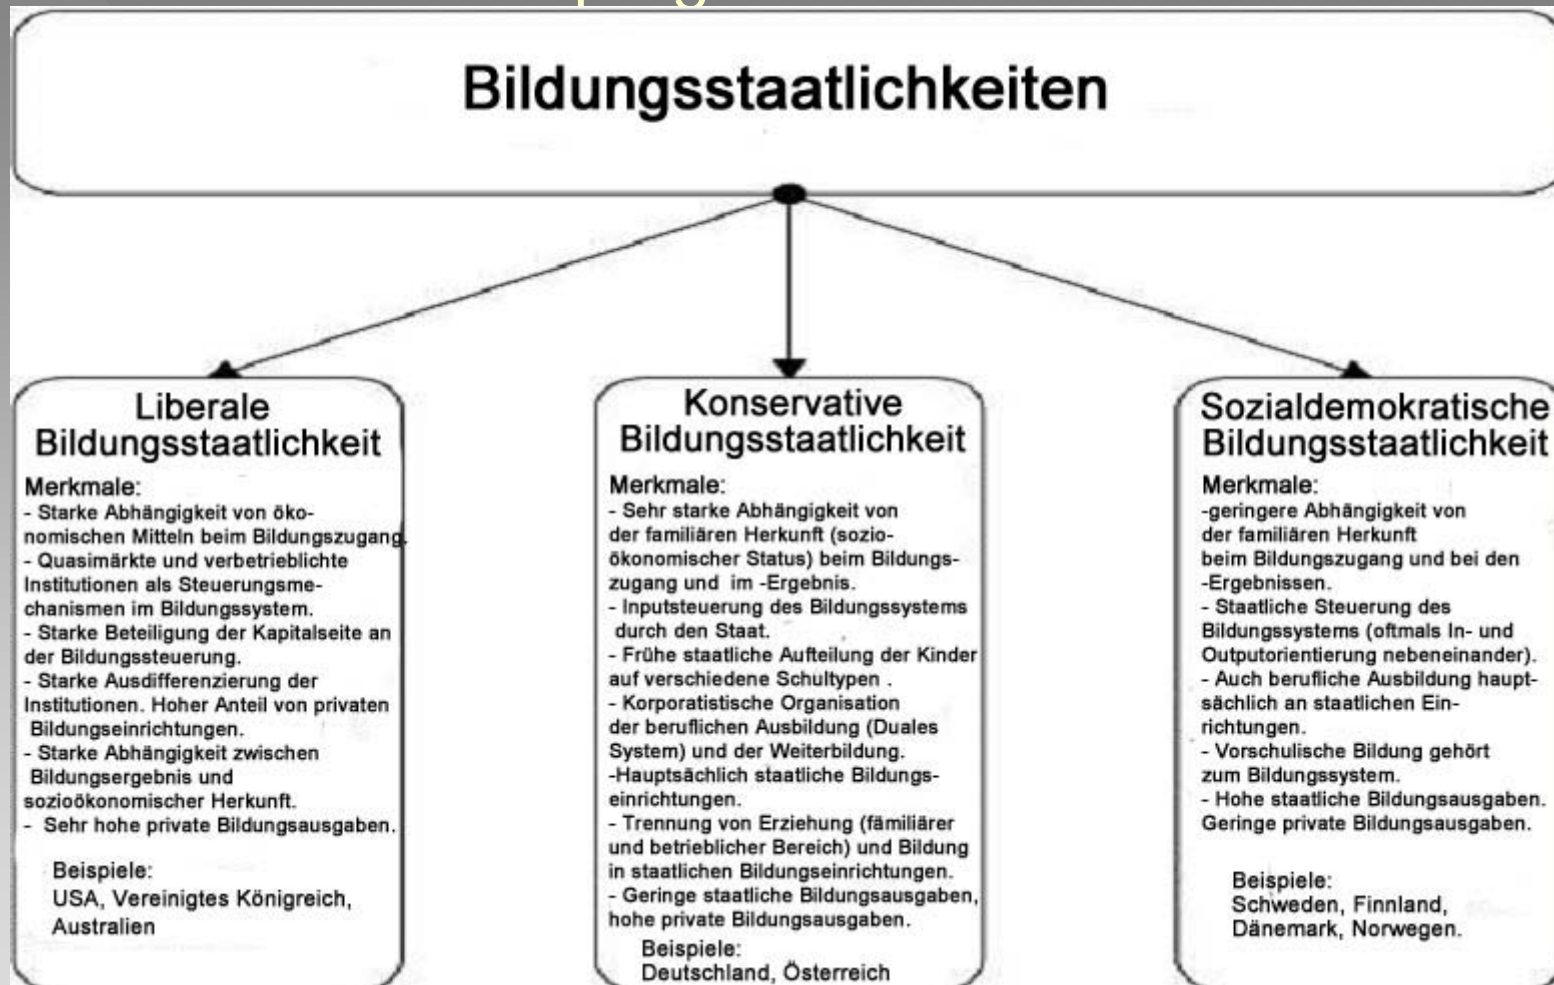 Bildungsstaatlichkeiten
Liberale
Bildungsstaatlichkeit
Merkmale:
- Starke Abhängigkeit von öko-
nomischen Mitteln beim Bildungszugang.
- Quasimärkte und verbetrieblichte
Institutionen als Steuerungsme-
chanismen im Bildungssystem.
- Starke Beteiligung der Kapitalseite an
der Bildungssteuerung.
- Starke Ausdifferenzierung der
Institutionen. Hoher Anteil von privaten
Bildungseinrichtungen.
- Starke Abhängigkeit zwischen
Bildungsergebnis und
sozioökonomischer Herkunft.
- Sehr hohe private Bildungsausgaben.
Beispiele:
USA, Vereinigtes Königreich,
Australien
Konservative
Bildungsstaatlichkeit
Merkmale:
- Sehr starke Abhängigkeit von
der familiären Herkunft (sozio-
ökonomischer Status) beim Bildungs-
zugang und im -Ergebnis.
- Inputsteuerung des Bildungssystems
durch den Staat.
- Frühe staatliche Aufteilung der Kinder
auf verschiedene Schultypen .
- Korporatistische Organisation
der beruflichen Ausbildung (Duales
System) und der Weiterbildung.
-Hauptsächlich staatliche Bildungs-
einrichtungen.
- Trennung von Erziehung (fämiliärer
und betrieblicher Bereich) und Bildung
in staatlichen Bildungseinrichtungen.
- Geringe staatliche Bildungsausgaben,
hohe private Bildungsausgaben.
Beispiele:
Deutschland, Österreich
Sozialdemokratische
Bildungsstaatlichkeit
Merkmale:
-geringere Abhängigkeit von
der familiären Herkunft
beim Bildungszugang und bei den
-Ergebnissen.
- Staatliche Steuerung des
Bildungssystems (oftmals In- und
Outputorientierung nebeneinander).
- Auch berufliche Ausbildung haupt-
sächlich an staatlichen Ein-
richtungen.
- Vorschulische Bildung gehört
zum Bildungssystem.
- Hohe staatliche Bildungsausgaben.
Geringe private Bildungsausgaben.
Beispiele:
Schweden, Finnland,
Dänemark, Norwegen.